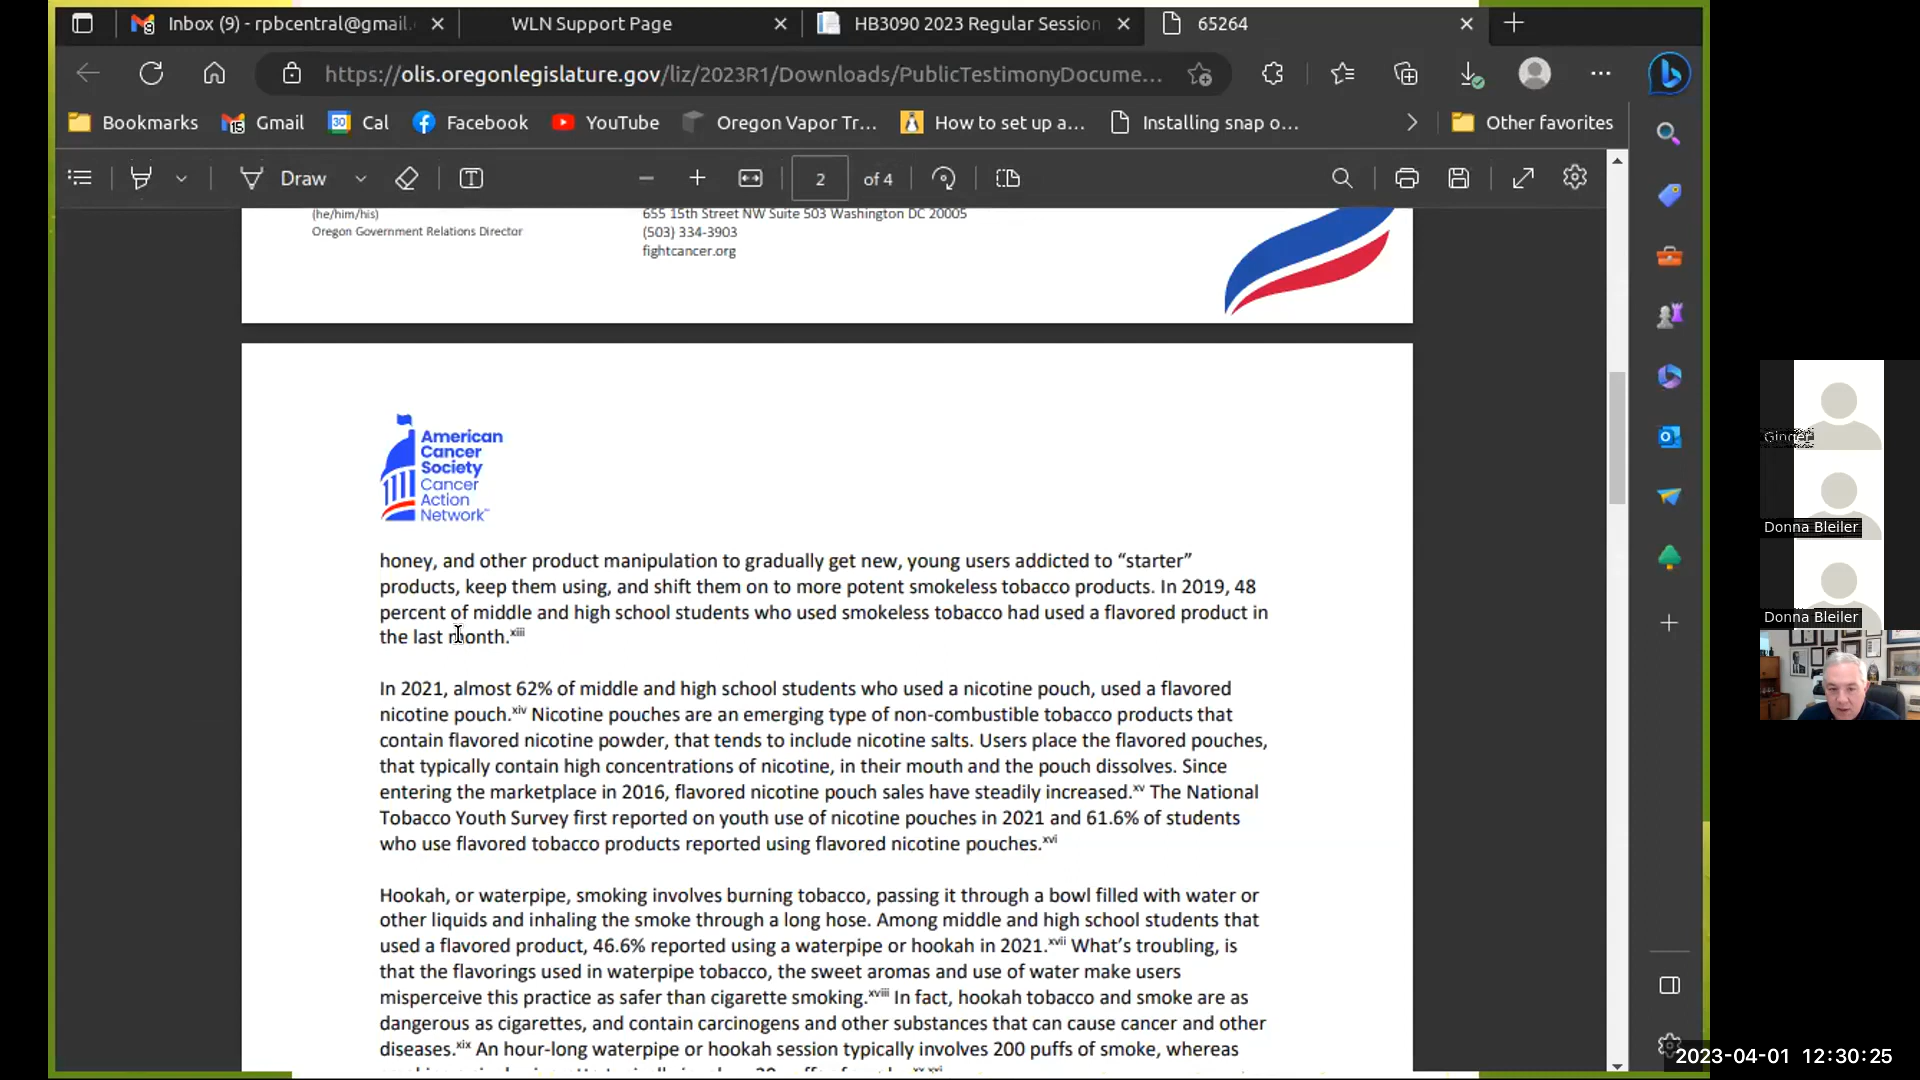 Inbox (9) - rpbcentral@gmail.
WLN Support Page
HB3090 2023 Regular Session
65264
https://olis.oregonlegislature.gov/liz/2023R1/Downloads/PublicTestimonyDocume...
Bookmarks
Gmail
Cal
Facebook
YouTube
Oregon Vapor Tr...
How to set up a...
Installing snap o...
Other favorites
Draw
2 of 4
(he/him/his)
Oregon Government Relations Director
655 15th Street NW Suite 503 Washington DC 20005
(503) 334-3903
fightcancer.org
American
Cancer
Society
Cancer
Action
Network™
honey, and other product manipulation to gradually get new, young users addicted to “starter”
products, keep them using, and shift them on to more potent smokeless tobacco products. In 2019, 48
percent of middle and high school students who used smokeless tobacco had used a flavored product in
the last month.xiii
In 2021, almost 62% of middle and high school students who used a nicotine pouch, used a flavored
nicotine pouch.xiv Nicotine pouches are an emerging type of non-combustible tobacco products that
contain flavored nicotine powder, that tends to include nicotine salts. Users place the flavored pouches,
that typically contain high concentrations of nicotine, in their mouth and the pouch dissolves. Since
entering the marketplace in 2016, flavored nicotine pouch sales have steadily increased.xv The National
Tobacco Youth Survey first reported on youth use of nicotine pouches in 2021 and 61.6% of students
who use flavored tobacco products reported using flavored nicotine pouches.xvi
Hookah, or waterpipe, smoking involves burning tobacco, passing it through a bowl filled with water or
other liquids and inhaling the smoke through a long hose. Among middle and high school students that
used a flavored product, 46.6% reported using a waterpipe or hookah in 2021.xvii What’s troubling, is
that the flavorings used in waterpipe tobacco, the sweet aromas and use of water make users
misperceive this practice as safer than cigarette smoking.xviii In fact, hookah tobacco and smoke are as
dangerous as cigarettes, and contain carcinogens and other substances that can cause cancer and other
diseases.xix An hour-long waterpipe or hookah session typically involves 200 puffs of smoke, whereas
Ginger
Donna Bleiler
Donna Bleiler
2023-04-01 12:30:25